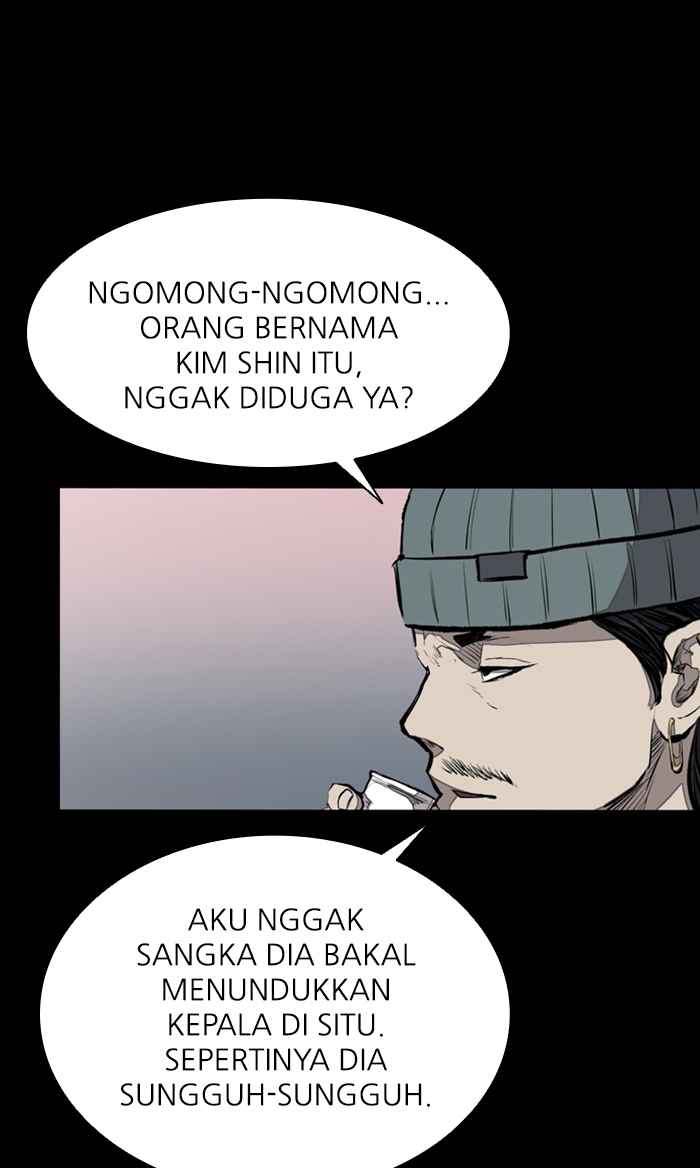 NGOMONG-NGOMONG...
ORANG BERNAMA
KIM SHIN ITU,
NGGAK DIDUGA YA?
AKU NGGAK
SANGKA DIA BAKAL
MENUNDUKKAN
KEPALA DI SITU.
SEPERTINYA DIA
SUNGGUH-SUNGGUH.